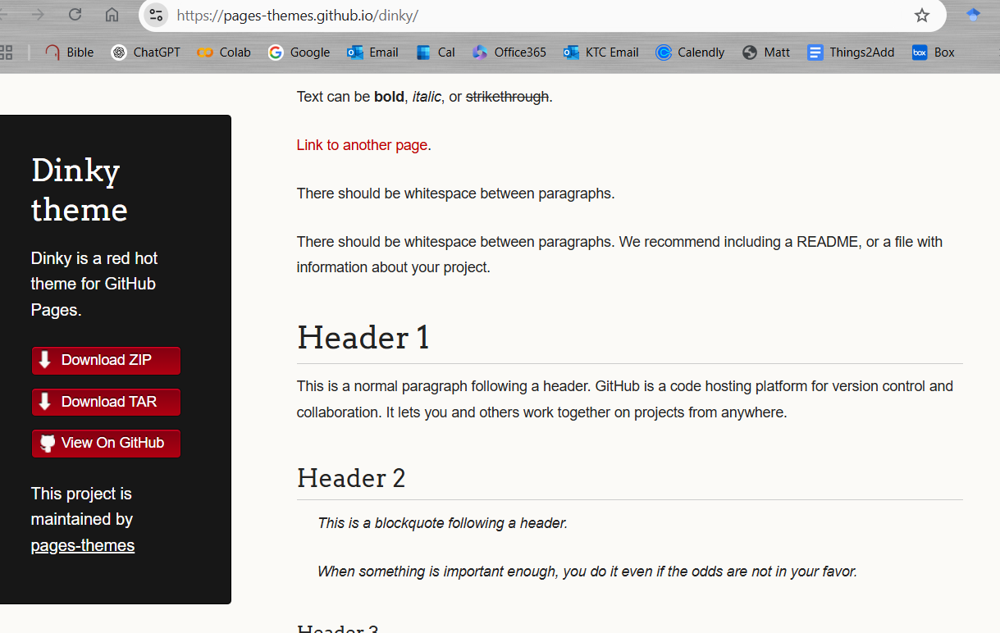 https://pages-themes.github.io/dinky/
Bible ChatGPT Colab Google Email Cal Office365 KTC Email Calendly Matt Things2Add box Box
Dinky
theme
Dinky is a red hot
theme for GitHub
Pages.
Download ZIP
Download TAR
View On GitHub
This project is
maintained by
pages-themes
Text can be bold, italic, or strikethrough.
Link to another page.
There should be whitespace between paragraphs.
There should be whitespace between paragraphs. We recommend including a README, or a file with
information about your project.
Header 1
This is a normal paragraph following a header. GitHub is a code hosting platform for version control and
collaboration. It lets you and others work together on projects from anywhere.
Header 2
This is a blockquote following a header.
When something is important enough, you do it even if the odds are not in your favor.
Header 3